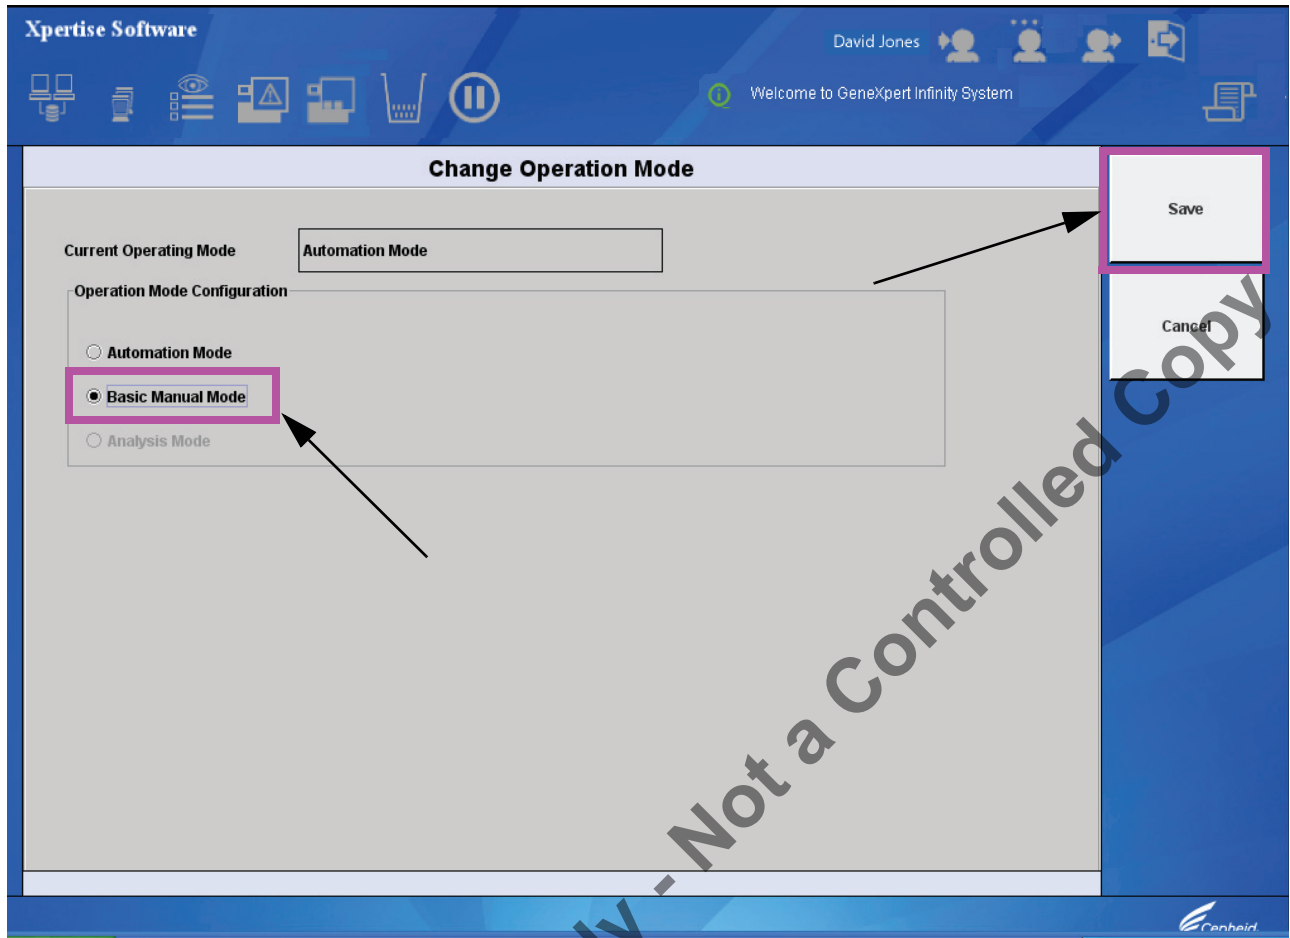 Xpertise Software
David Jones
Welcome to GeneXpert Infinity System
Change Operation Mode
Save
Current Operating Mode
Automation Mode
Operation Mode Configuration
Cancel
Automation Mode
Basic Manual Mode
Analysis Mode
- Not a Controlled Copy
Cepheid.